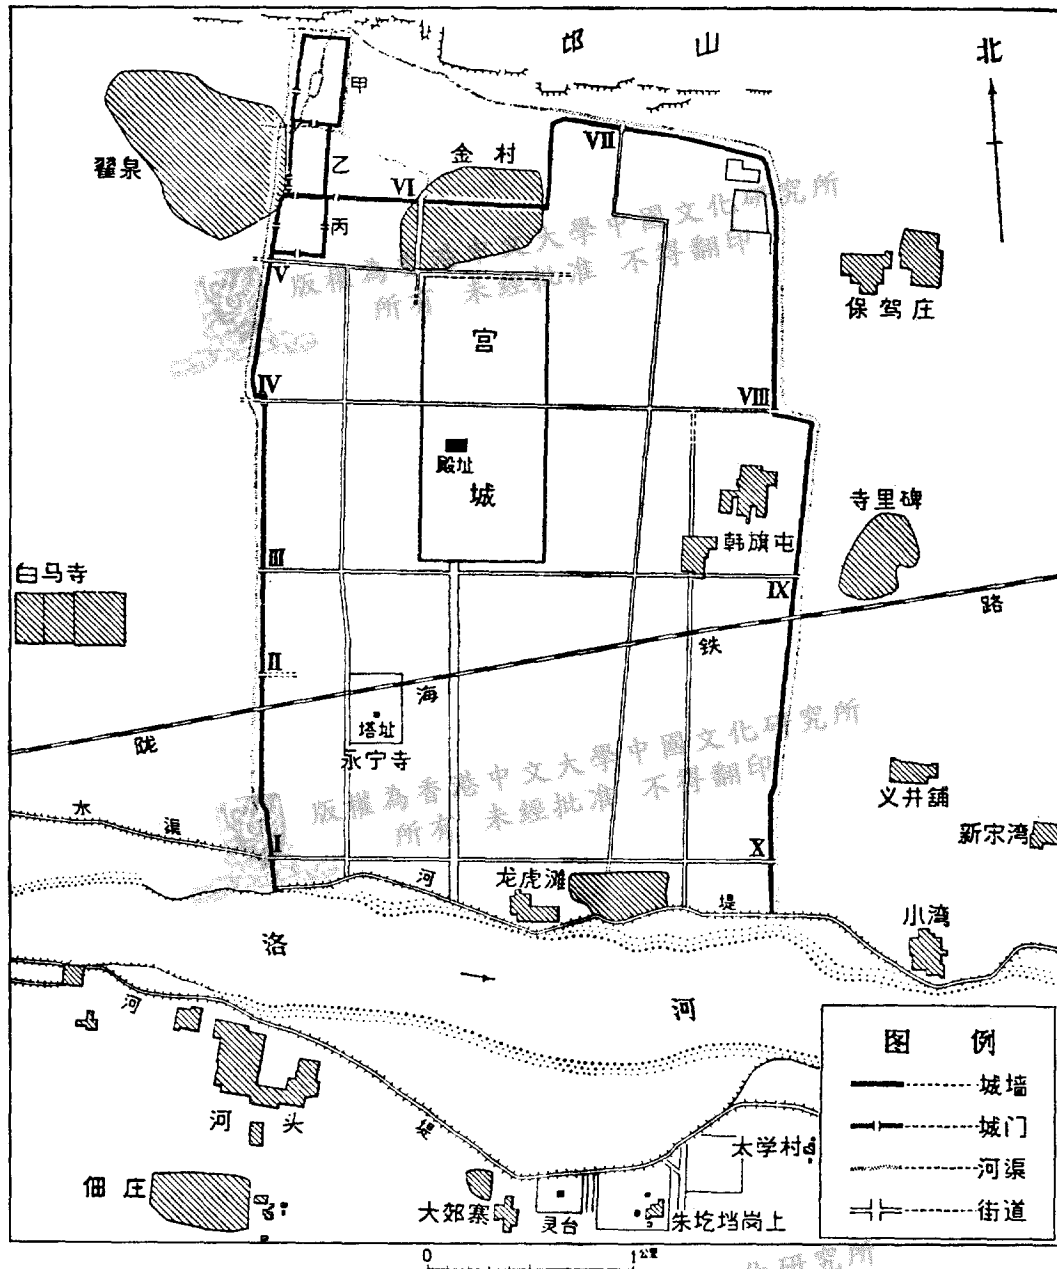 邙 山
北
甲
翟泉
乙
金 村
VII
VI
丙
V
保驾庄
宫
IV
VIII
殿址
城
寺里碑
韩旗屯
III
IX
白马寺
路
铁
II
海
塔址
陇
永宁寺
义井铺
水
渠
新宋湾
I
X
河
龙虎滩
堤
小湾
洛
河
河
图 例
城墙
城门
河渠
街道
河 头
堤
太学村
佃庄
大郊寨
灵台
朱圪垱岗上
0 1公里
版權為香港中文大學中國文化研究所
所有 未經批准 不得翻印
版權為香港中文大學中國文化研究所
所有 未經批准 不得翻印
化研究所